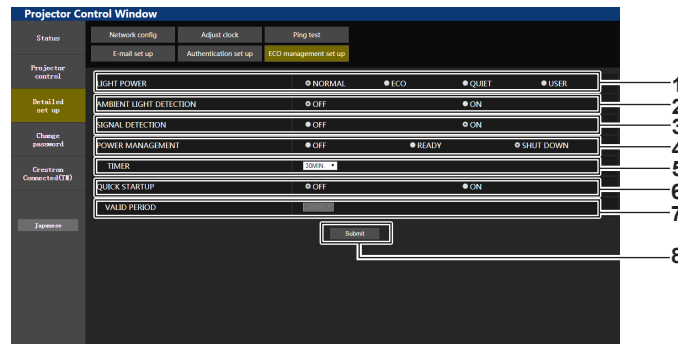 Projector Control Window
Status
Network config
Adjust clock
Ping test
E-mail set up
Authentication set up
ECO management set up
Projector
control
Detailed
set up
Change
password
Crestron
Connected(TM)
Japanese
LIGHT POWER NORMAL ECO QUIET USER 1
AMBIENT LIGHT DETECTION OFF ON 2
SIGNAL DETECTION OFF ON 3
POWER MANAGEMENT OFF READY SHUT DOWN 4
TIMER 30MIN. 5
QUICK STARTUP OFF ON 6
VALID PERIOD 7
Submit 8